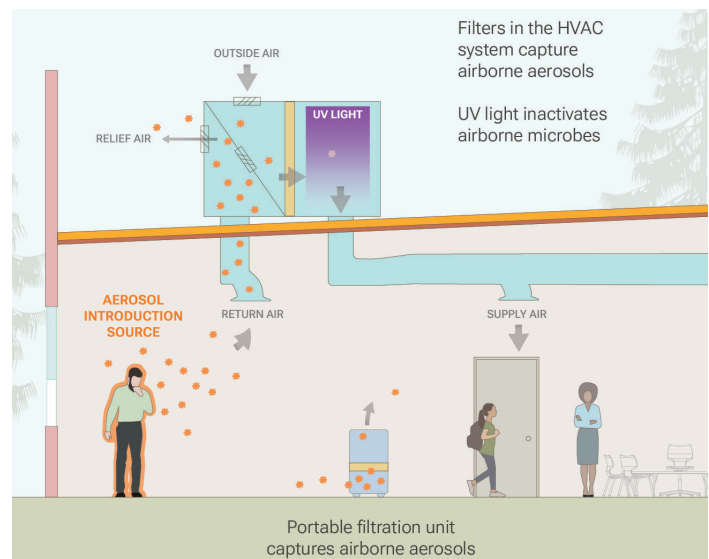 Filters in the HVAC
system capture
airborne aerosols
UV light inactivates
airborne microbes
OUTSIDE AIR
UV LIGHT
RELIEF AIR
AEROSOL
INTRODUCTION
SOURCE
RETURN AIR
SUPPLY AIR
Portable filtration unit
captures airborne aerosols